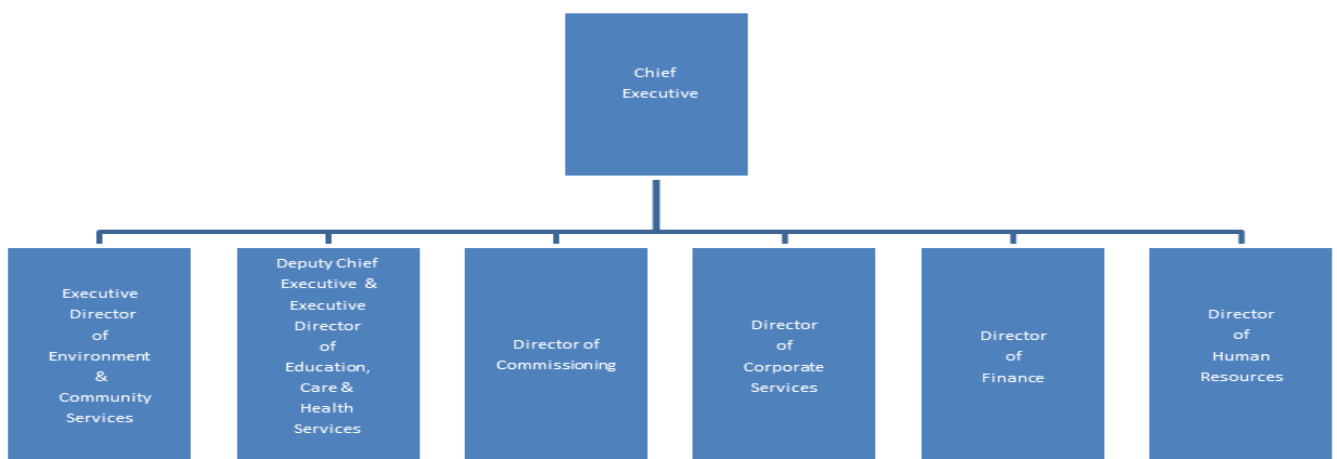 Chief
Executive
Executive
Director
of
Environment
&
Community
Services
Deputy Chief
Executive &
Executive
Director
of
Education,
Care &
Health
Services
Director of
Commissioning
Director
of
Corporate
Services
Director
of
Finance
Director
of
Human
Resources